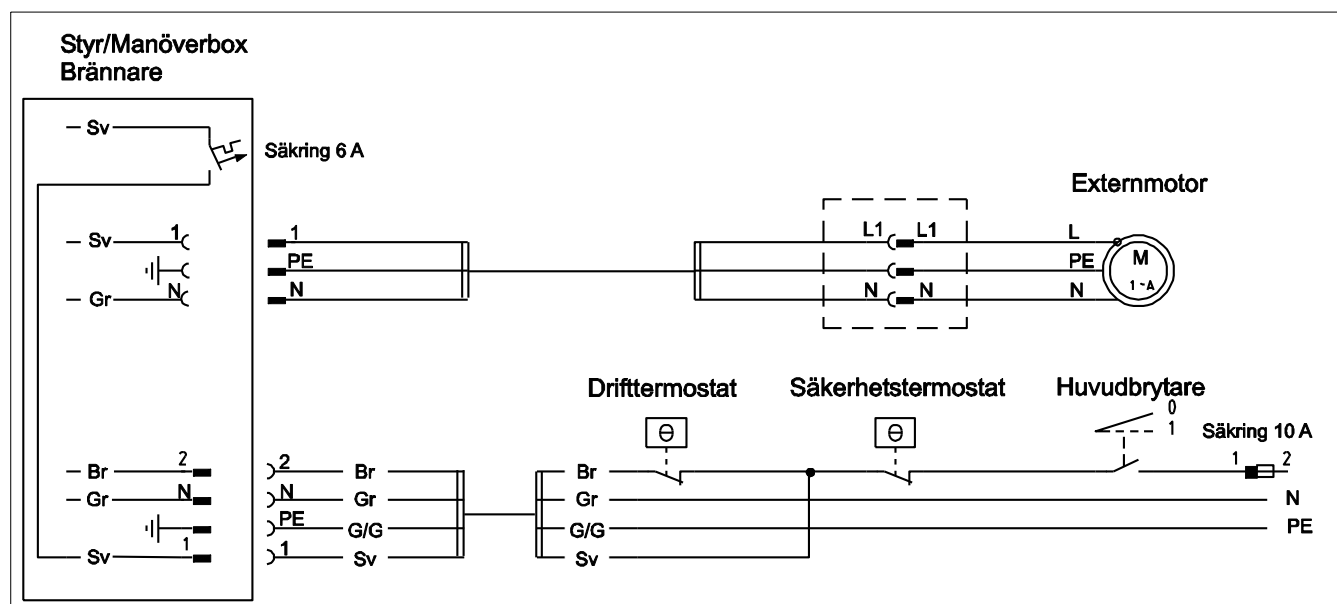 Styr/Manöverbox
Brännare
Sv
Säkring 6 A
Externmotor
Sv 1 1 L1 L1 L
PE PE M
Gr N N N N N 1~A
Drifttermostat Säkerhetstermostat Huvudbrytare
0
1
Säkring 10 A
θ θ
Br 2 2 Br Br 1 2
Gr N N Gr Gr N
PE G/G G/G PE
Sv 1 1 Sv Sv